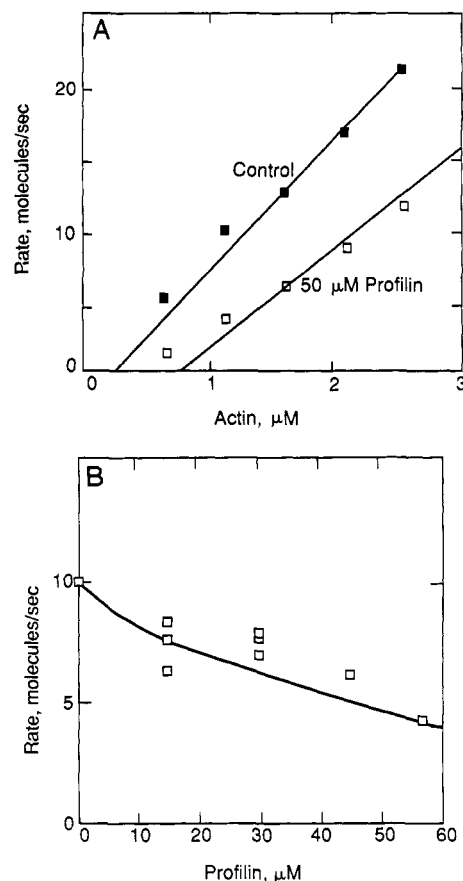 A
Rate, molecules/sec
20
10
0
Control
50 μM Profilin
0 1 2 3
Actin, μM
B
Rate, molecules/sec
10
5
0
0 10 20 30 40 50 60
Profilin, μM